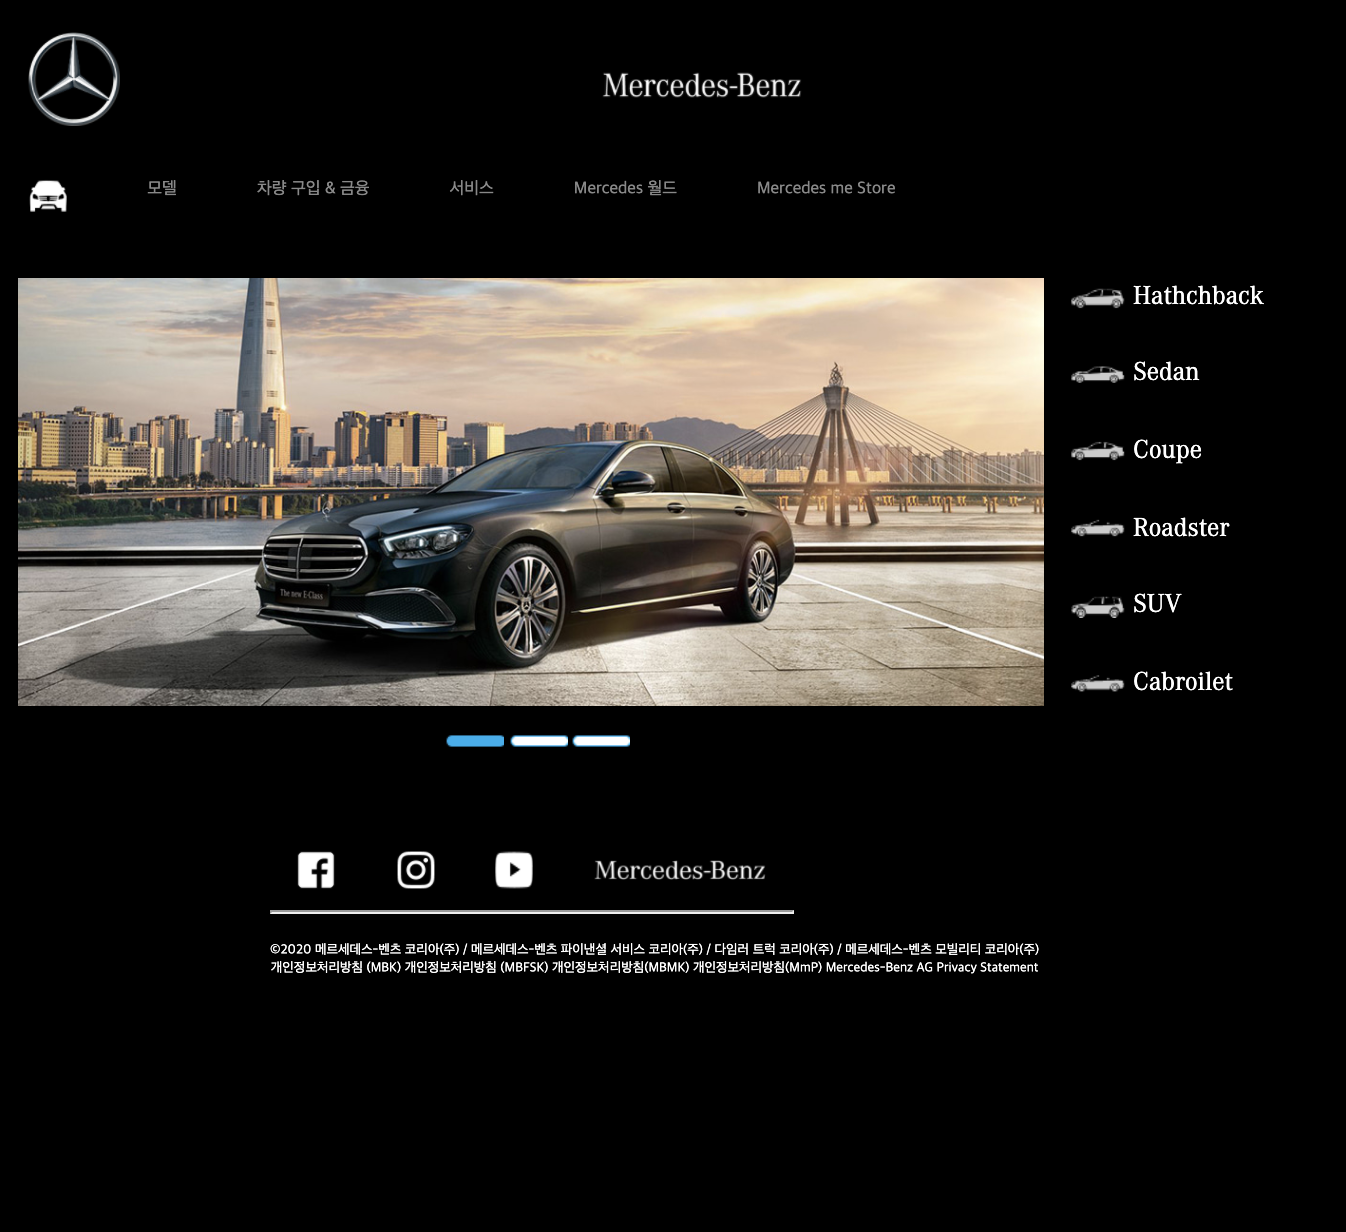 Mercedes-Benz
모델
차량 구입 & 금융
서비스
Mercedes 월드
Mercedes me Store
The new E-Class
Hathchback
Sedan
Coupe
Roadster
SUV
Cabroilet
Mercedes-Benz
©2020 메르세데스-벤츠 코리아(주) / 메르세데스-벤츠 파이낸셜 서비스 코리아(주) / 다임러 트럭 코리아(주) / 메르세데스-벤츠 모빌리티 코리아(주)
개인정보처리방침 (MBK) 개인정보처리방침 (MBFSK) 개인정보처리방침(MBMK) 개인정보처리방침(MmP) Mercedes-Benz AG Privacy Statement